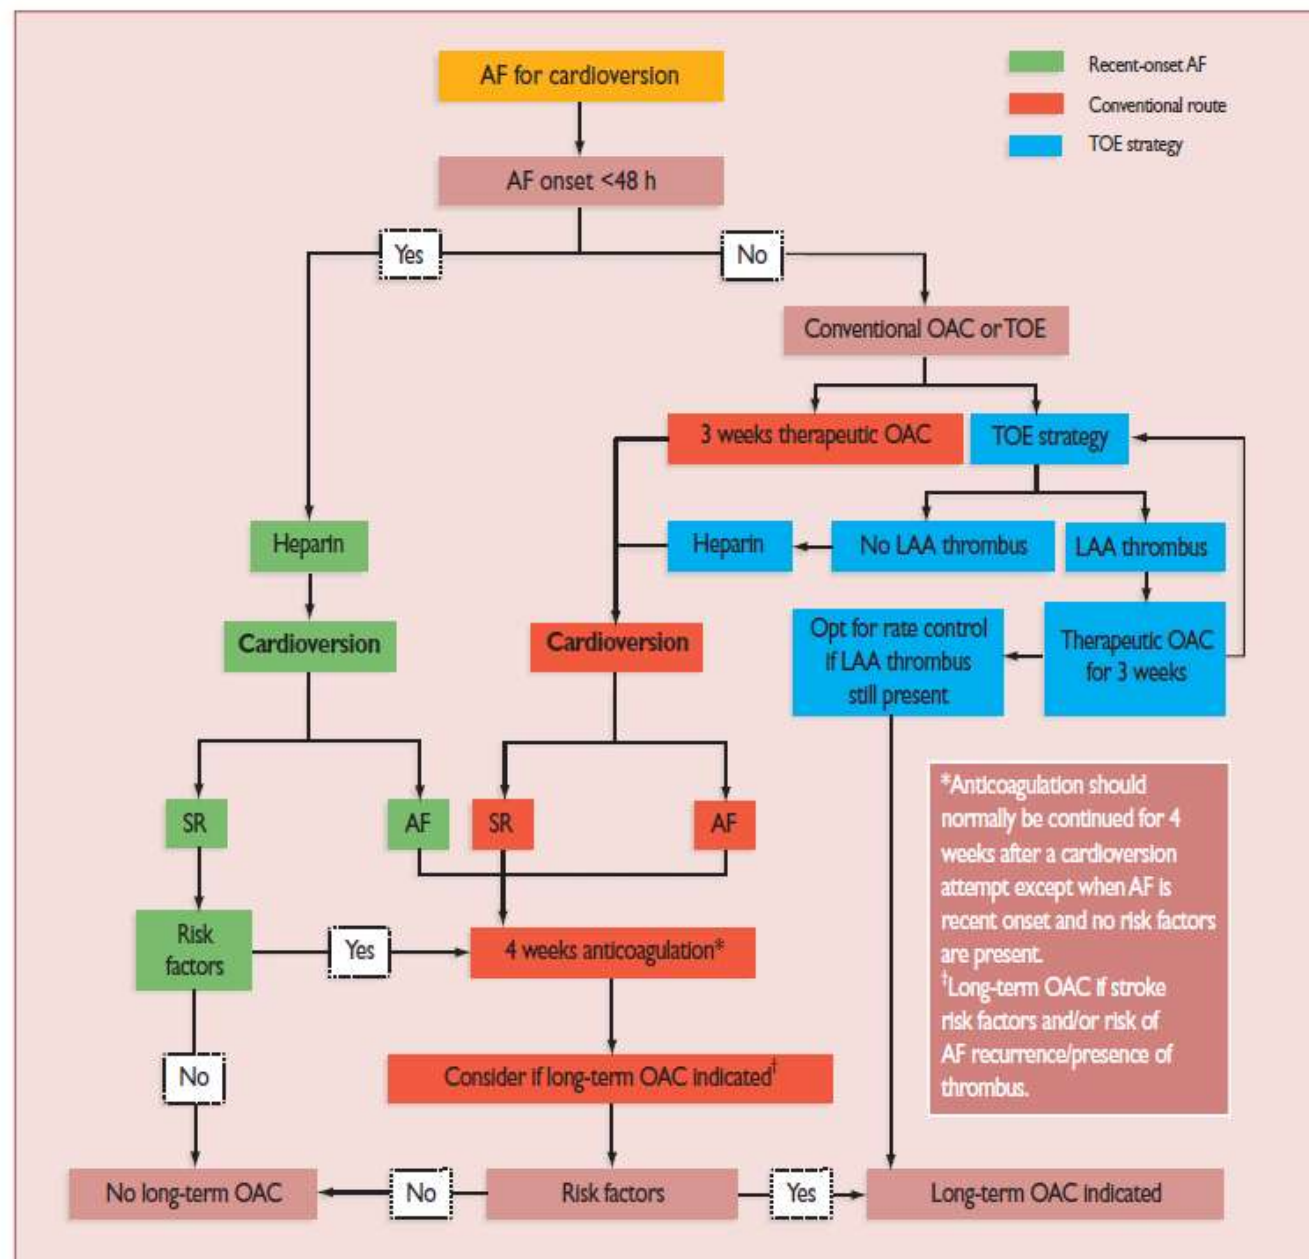 AF for cardioversion
Recent-onset AF
Conventional route
TOE strategy
AF onset <48 h
Yes
No
Conventional OAC or TOE
3 weeks therapeutic OAC
TOE strategy
Heparin
Heparin
No LAA thrombus
LAA thrombus
Cardioversion
Cardioversion
Opt for rate control
if LAA thrombus
still present
Therapeutic OAC
for 3 weeks
SR
AF
SR
AF
*Anticoagulation should
normally be continued for 4
weeks after a cardioversion
attempt except when AF is
recent onset and no risk factors
are present.
†Long-term OAC if stroke
risk factors and/or risk of
AF recurrence/presence of
thrombus.
Risk
factors
Yes
4 weeks anticoagulation*
No
Consider if long-term OAC indicated†
No long-term OAC
No
Risk factors
Yes
Long-term OAC indicated